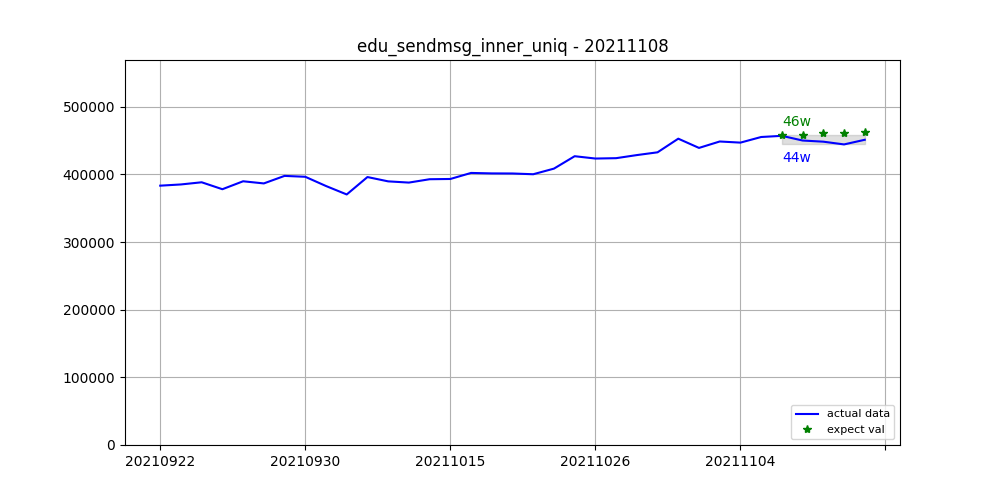 edu_sendmsg_inner_uniq - 20211108
500000
400000
300000
200000
100000
0
46w
44w
actual data
expect val
20210922
20210930
20211015
20211026
20211104